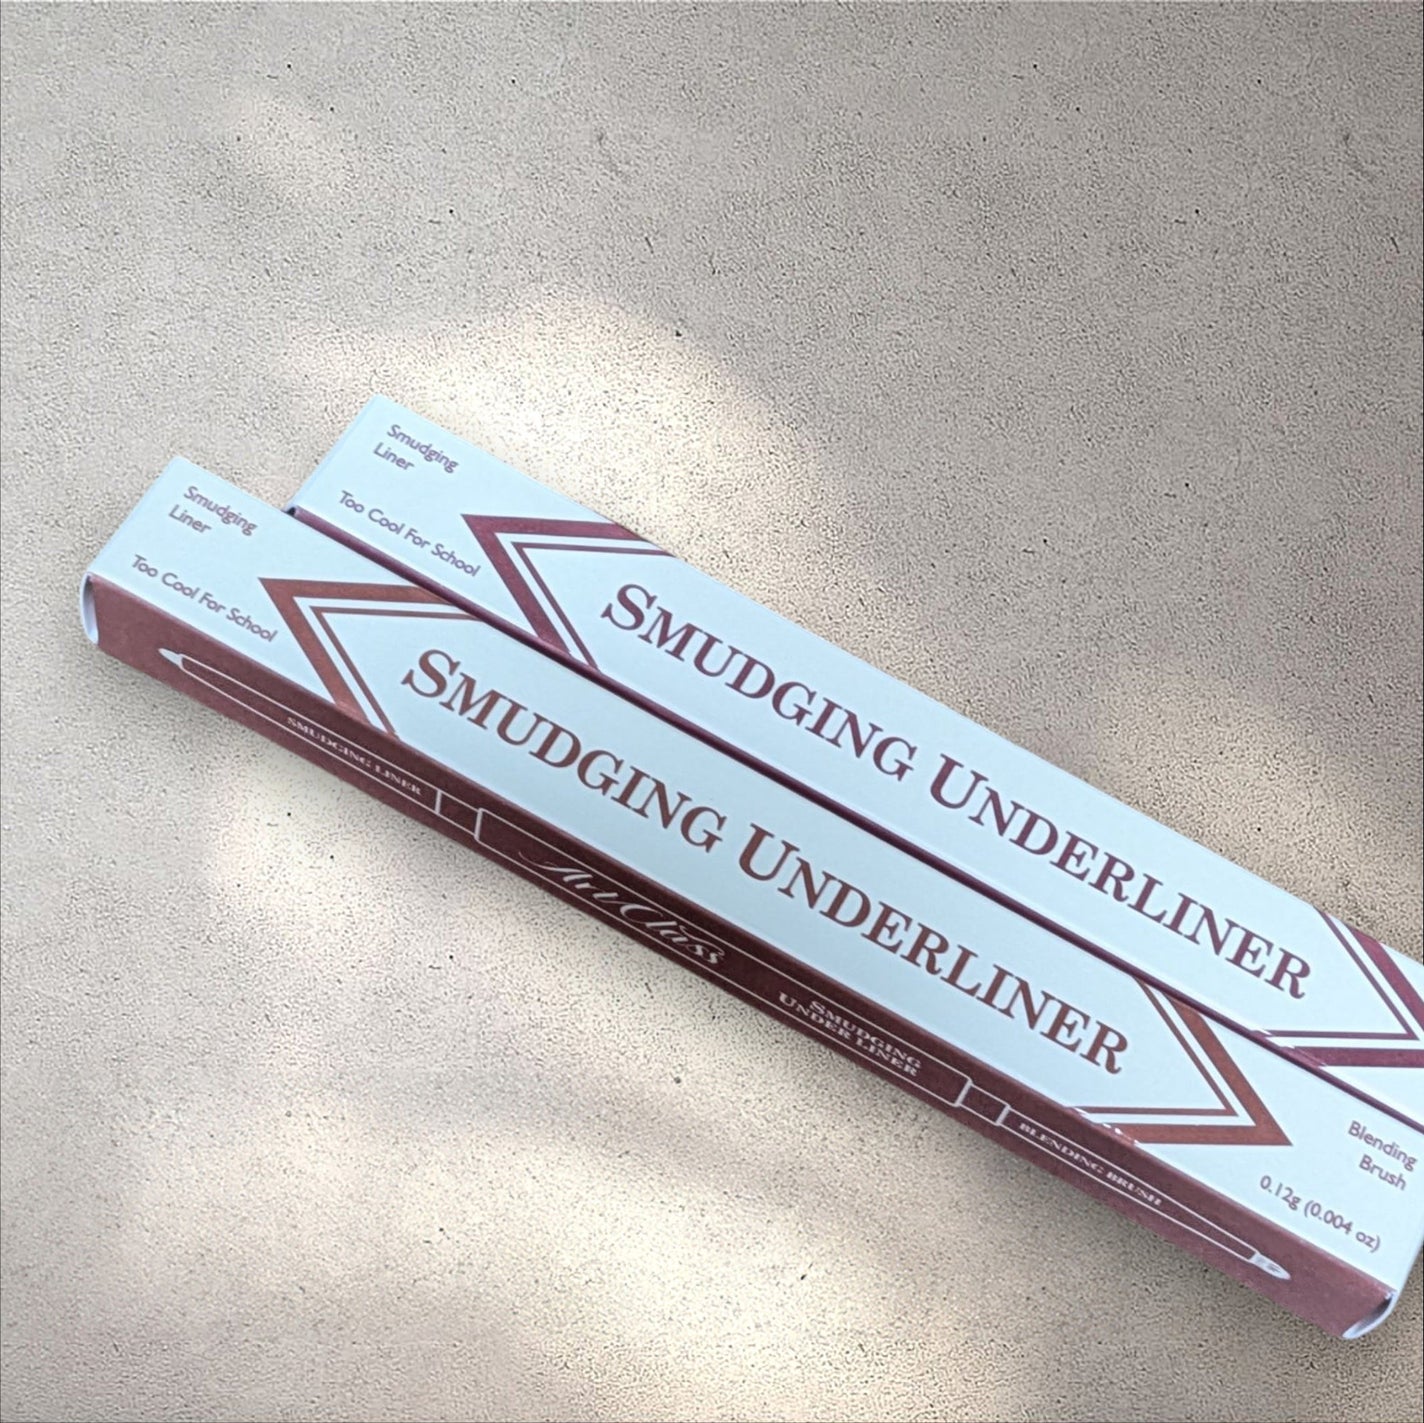 Smudging
Liner
Too Cool For School
SMUDGING UNDERLINER
Smudging
Liner
Too Cool For School
SMUDGING UNDERLINER
Blending
Brush
0.12g (0.004 oz)
SMUDGING LINER
Art Class
SMUDGING
UNDER LINER
BLENDING BRUSH